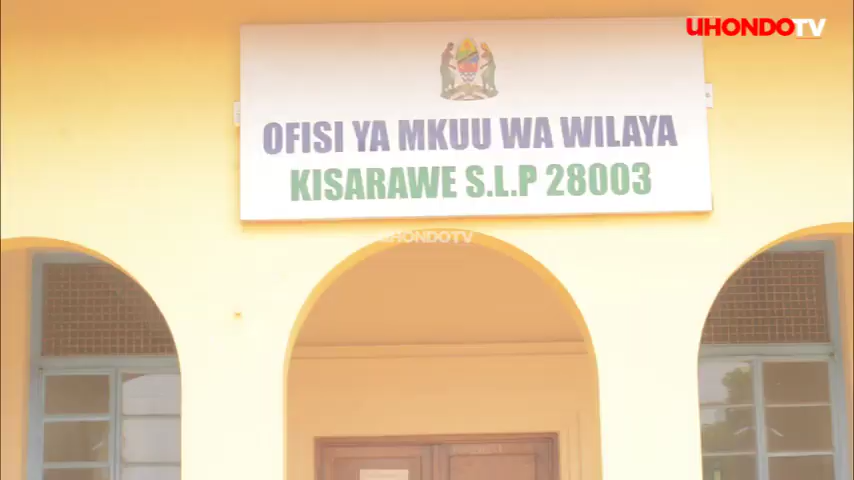 UHONDOTV
OFISI YA MKUU WA WILAYA
KISARAWE S.L.P 28003
UHONDOTV